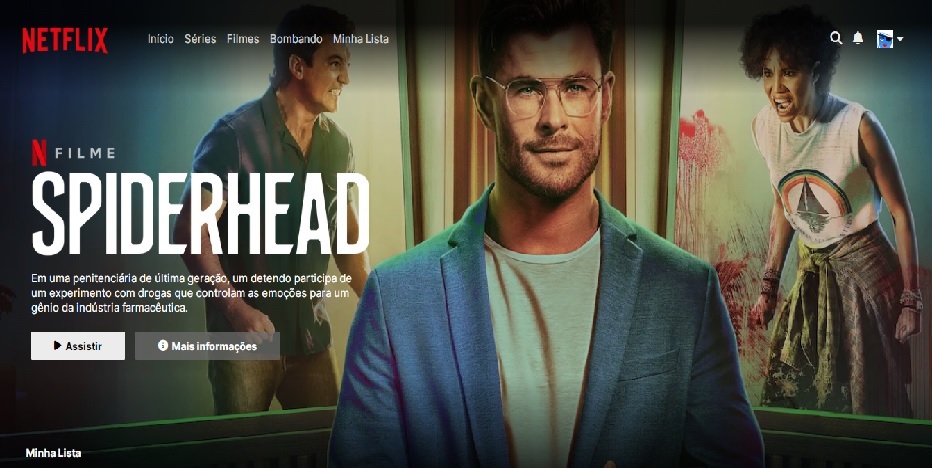 NETFLIX
Início Séries Filmes Bombando Minha Lista
N FILME
SPIDERHEAD
Em uma penitenciária de última geração, um detendo participa de
um experimento com drogas que controlam as emoções para um
gênio da indústria farmacêutica.
Assistir Mais informações
Minha Lista